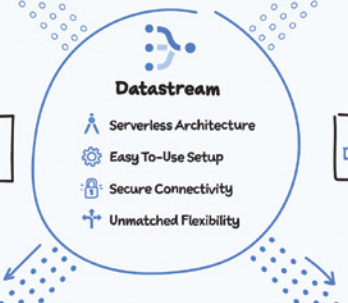 Datastream
Serverless Architecture
Easy To-Use Setup
Secure Connectivity
Unmatched Flexibility